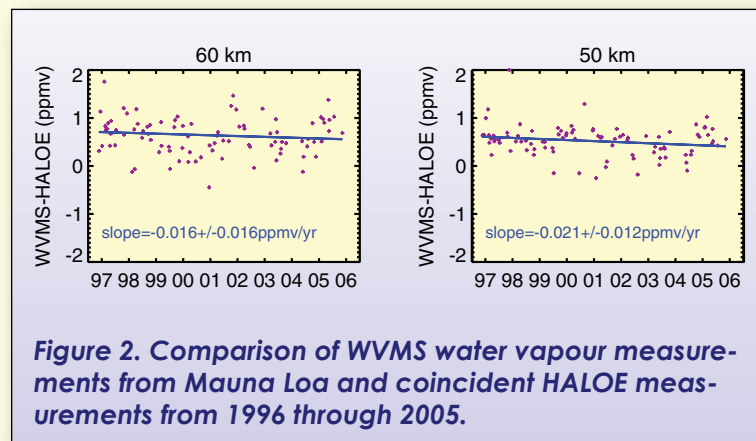 60 km
2
1
0
-1
-2
WVMS-HALOE (ppmv)
slope=-0.016+/-0.016ppmv/yr
97 98 99 00 01 02 03 04 05 06
50 km
2
1
0
-1
-2
WVMS-HALOE (ppmv)
slope=-0.021+/-0.012ppmv/yr
97 98 99 00 01 02 03 04 05 06
Figure 2. Comparison of WVMS water vapour measure-
ments from Mauna Loa and coincident HALOE meas-
urements from 1996 through 2005.